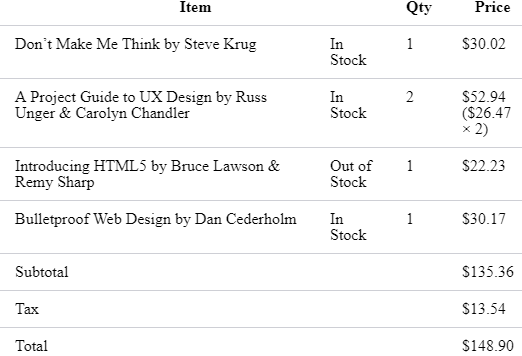 Item Qty Price
Don’t Make Me Think by Steve Krug In Stock 1 $30.02
A Project Guide to UX Design by Russ Unger & Carolyn Chandler In Stock 2 $52.94 ($26.47 × 2)
Introducing HTML5 by Bruce Lawson & Remy Sharp Out of Stock 1 $22.23
Bulletproof Web Design by Dan Cederholm In Stock 1 $30.17
Subtotal $135.36
Tax $13.54
Total $148.90